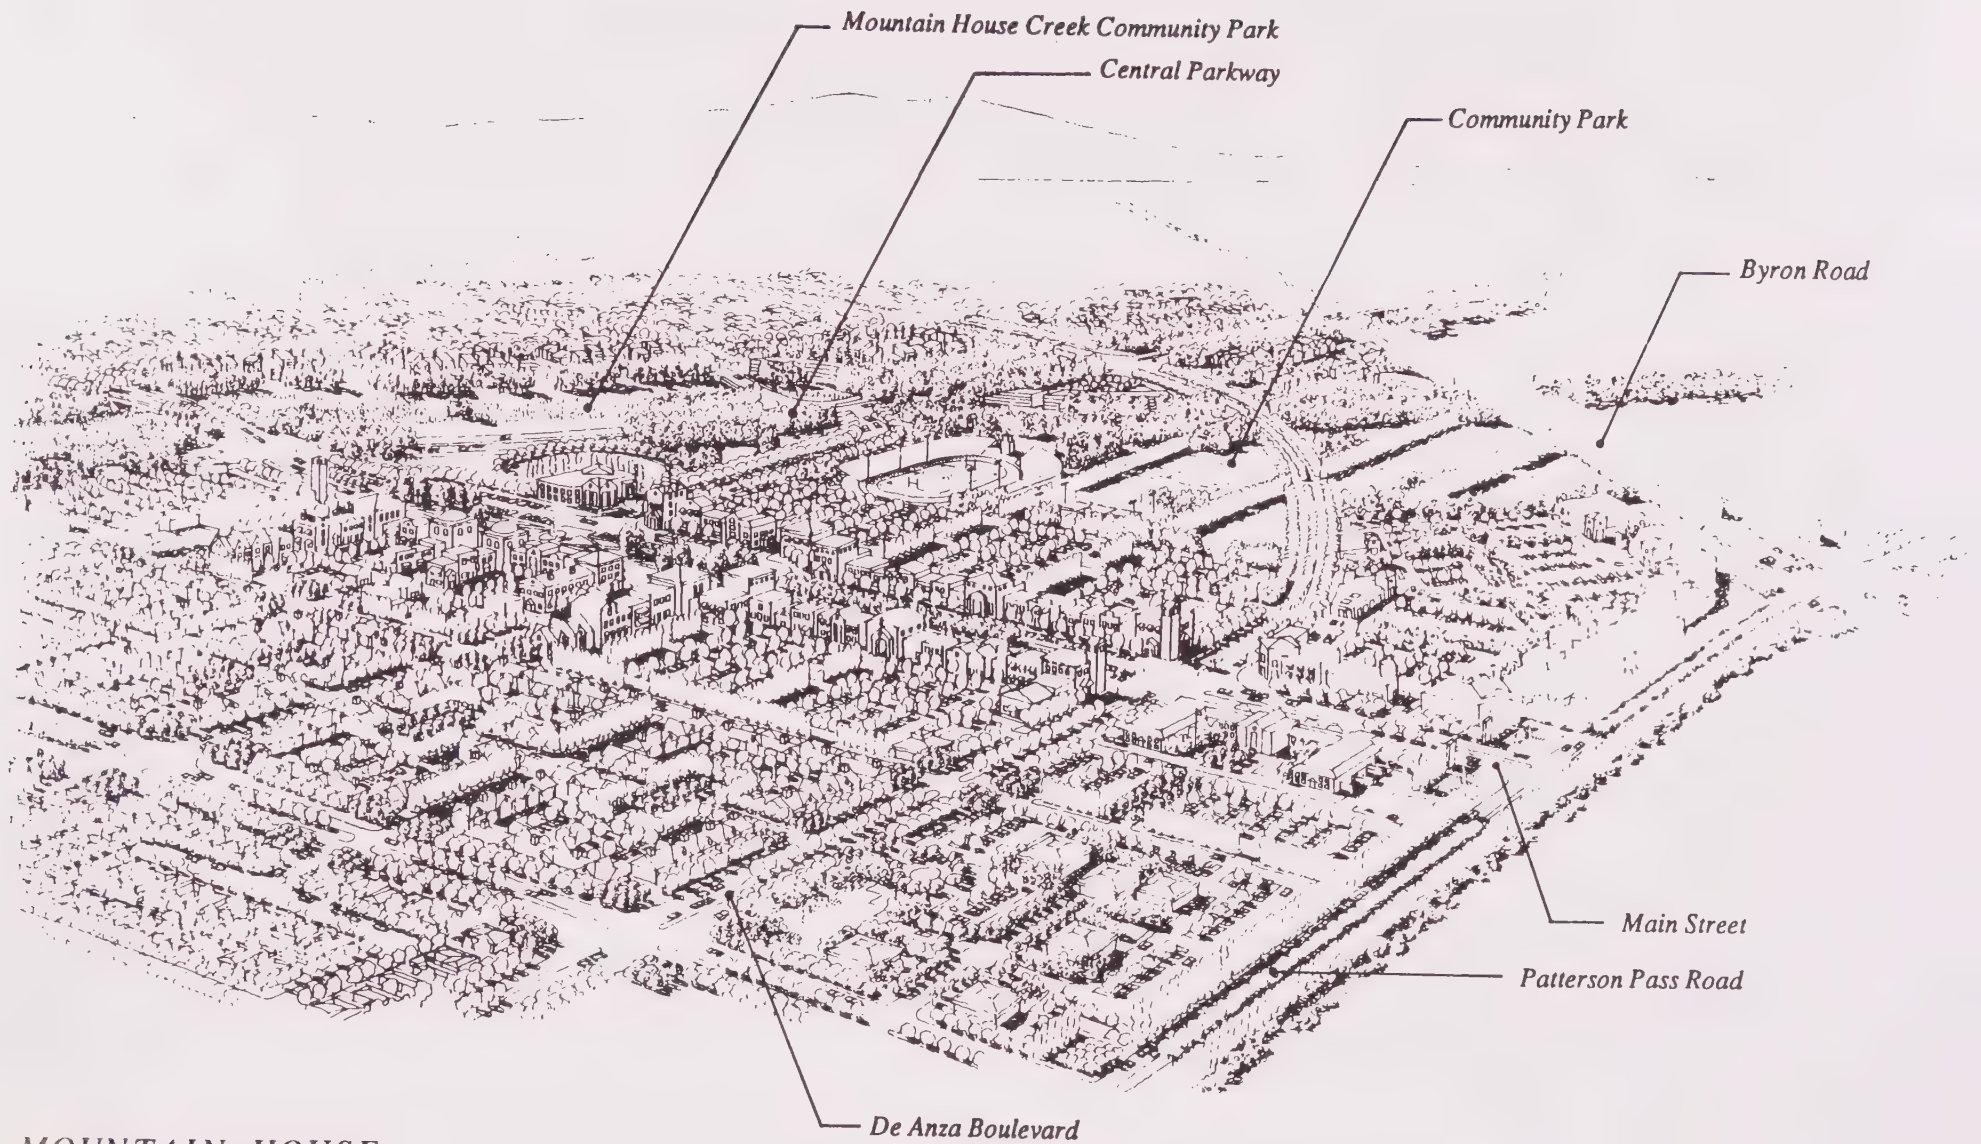 Mountain House Creek Community Park
Central Parkway
Community Park
Byron Road
Main Street
Patterson Pass Road
De Anza Boulevard
MOUNTAIN HOUSE